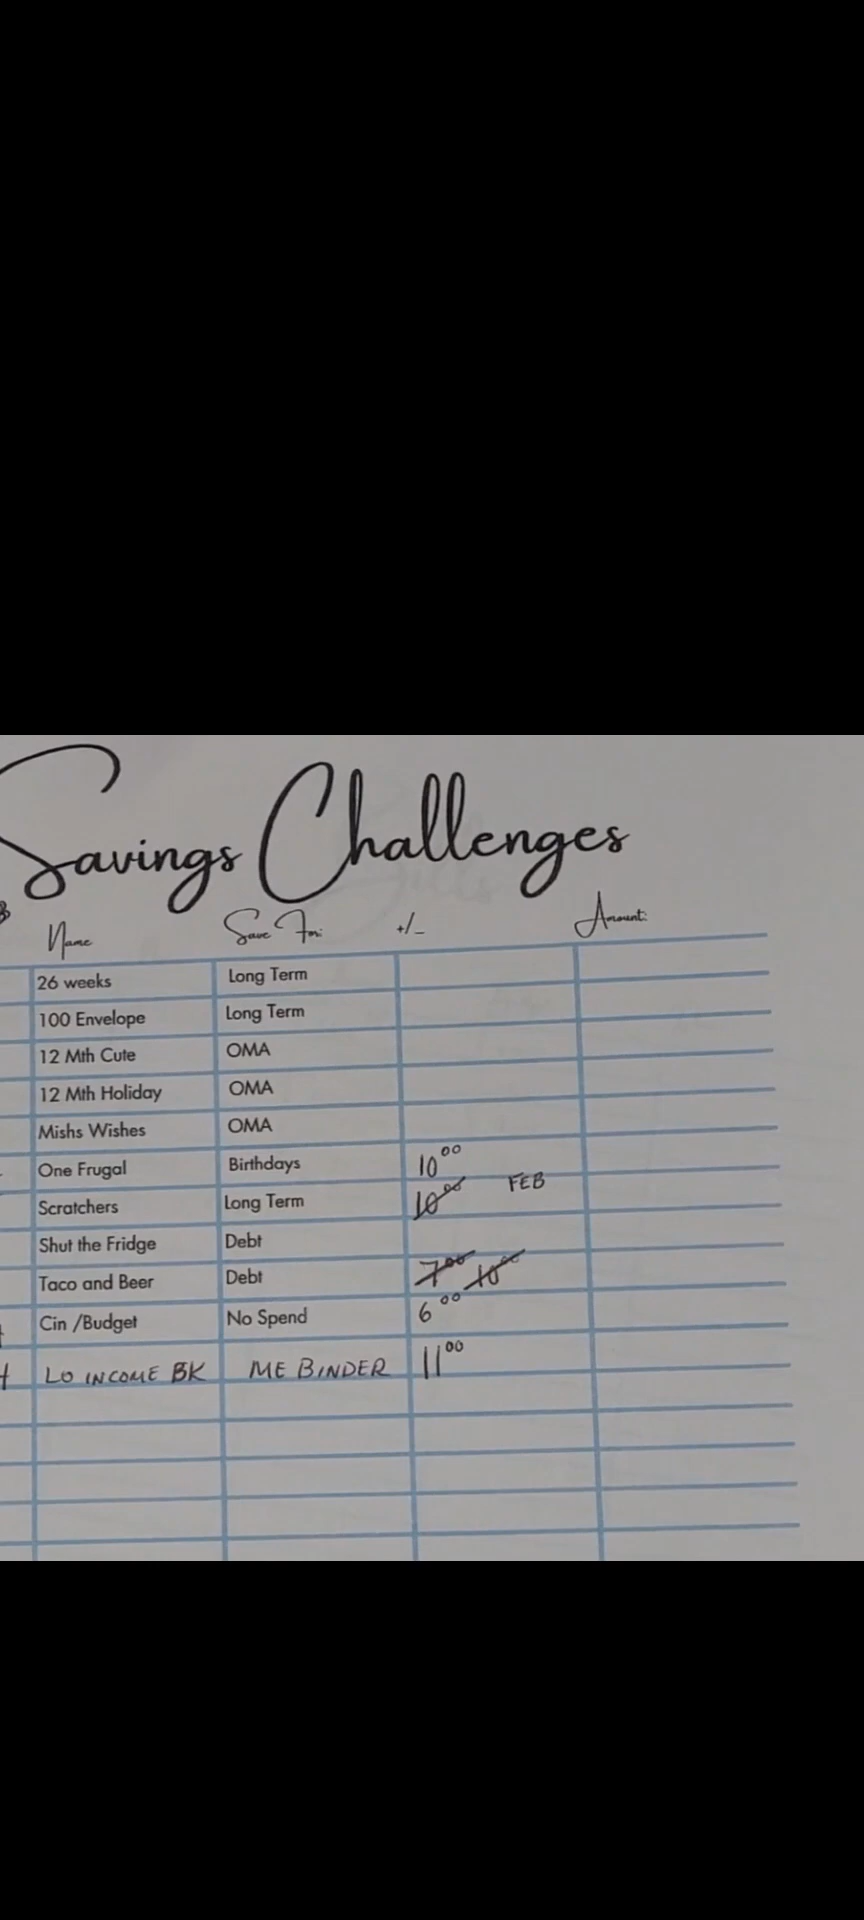 Savings Challenges
Name Save For: +/- Amount:
26 weeks Long Term
100 Envelope Long Term
12 Mth Cute OMA
12 Mth Holiday OMA
Mishs Wishes OMA
One Frugal Birthdays 10 00
Scratchers Long Term 10 00 FEB
Shut the Fridge Debt
Taco and Beer Debt 7 00 10 00
Cin /Budget No Spend 6 00
LO INCOME BK ME BINDER 11 00